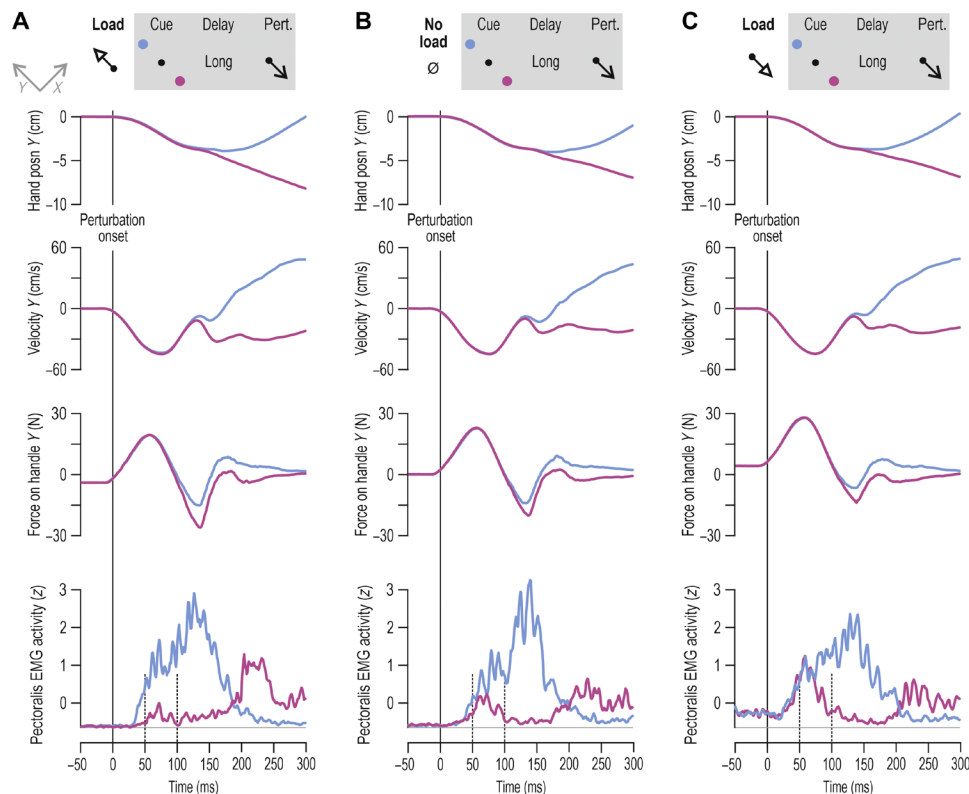 A
Load
Cue Delay Pert.
Long
Y X
Hand posn Y (cm)
0
−5
−10
Perturbation
onset
Velocity Y (cm/s)
60
0
−60
Force on handle Y (N)
30
0
−30
Pectoralis EMG activity (z)
3
2
1
0
−50 0 50 100 150 200 250 300
Time (ms)
B
No
load
Ø
Cue Delay Pert.
Long
Hand posn Y (cm)
0
−5
−10
Perturbation
onset
Velocity Y (cm/s)
60
0
−60
Force on handle Y (N)
30
0
−30
Pectoralis EMG activity (z)
3
2
1
0
−50 0 50 100 150 200 250 300
Time (ms)
C
Load
Cue Delay Pert.
Long
Hand posn Y (cm)
0
−5
−10
Perturbation
onset
Velocity Y (cm/s)
60
0
−60
Force on handle Y (N)
30
0
−30
Pectoralis EMG activity (z)
3
2
1
0
−50 0 50 100 150 200 250 300
Time (ms)